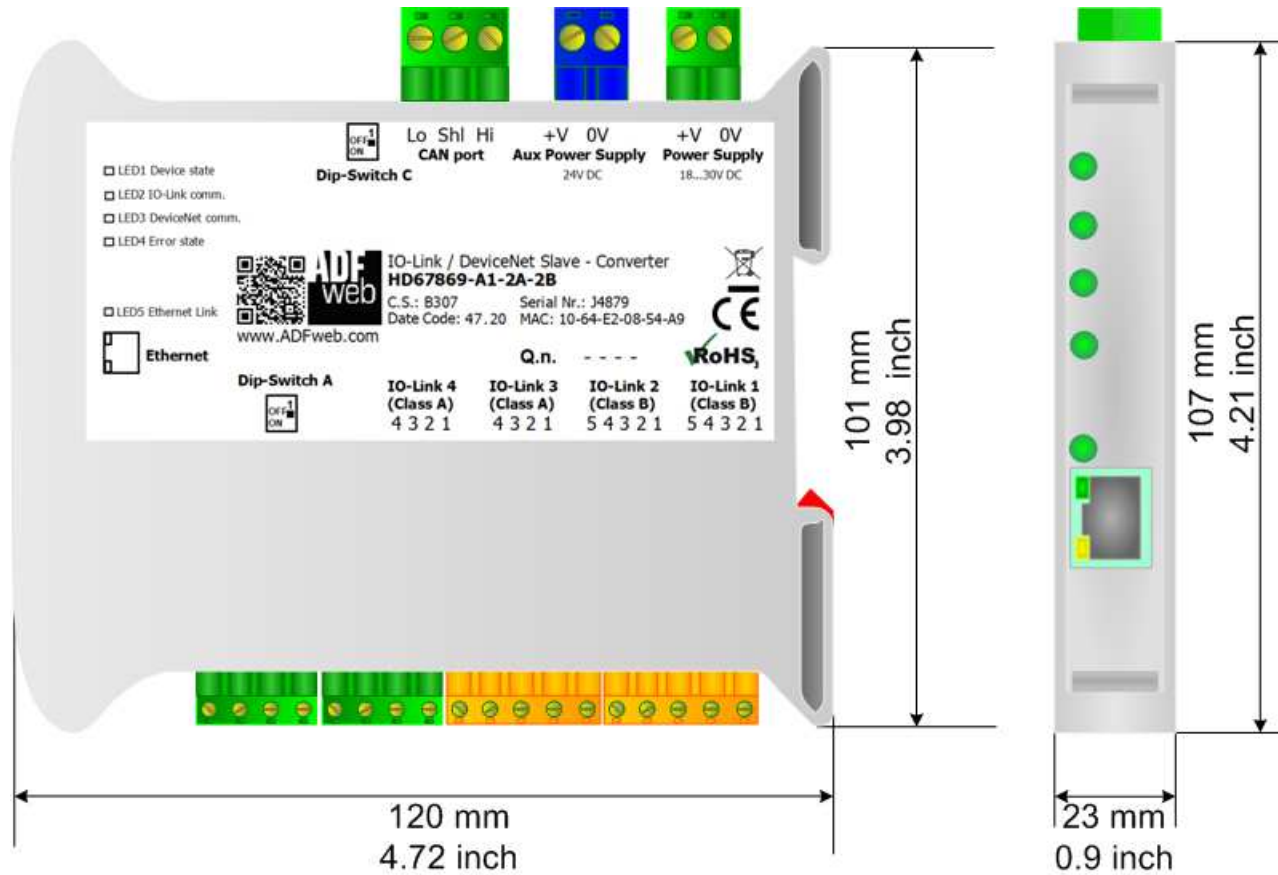 OFF 1
ON
Lo Shl Hi
CAN port
Dip-Switch C
+V 0V
Aux Power Supply
24V DC
+V 0V
Power Supply
18...30V DC
LED1 Device state
LED2 IO-Link comm.
LED3 DeviceNet comm.
LED4 Error state
LED5 Ethernet Link
Ethernet
ADF
web
www.ADFweb.com
IO-Link / DeviceNet Slave - Converter
HD67869-A1-2A-2B
C.S.: B307 Serial Nr.: J4879
Date Code: 47.20 MAC: 10-64-E2-08-54-A9
CE
Q.n. - - - -
RoHS
Dip-Switch A
OFF 1
ON
IO-Link 4
(Class A)
4 3 2 1
IO-Link 3
(Class A)
4 3 2 1
IO-Link 2
(Class B)
5 4 3 2 1
IO-Link 1
(Class B)
5 4 3 2 1
101 mm
3.98 inch
107 mm
4.21 inch
120 mm
4.72 inch
23 mm
0.9 inch